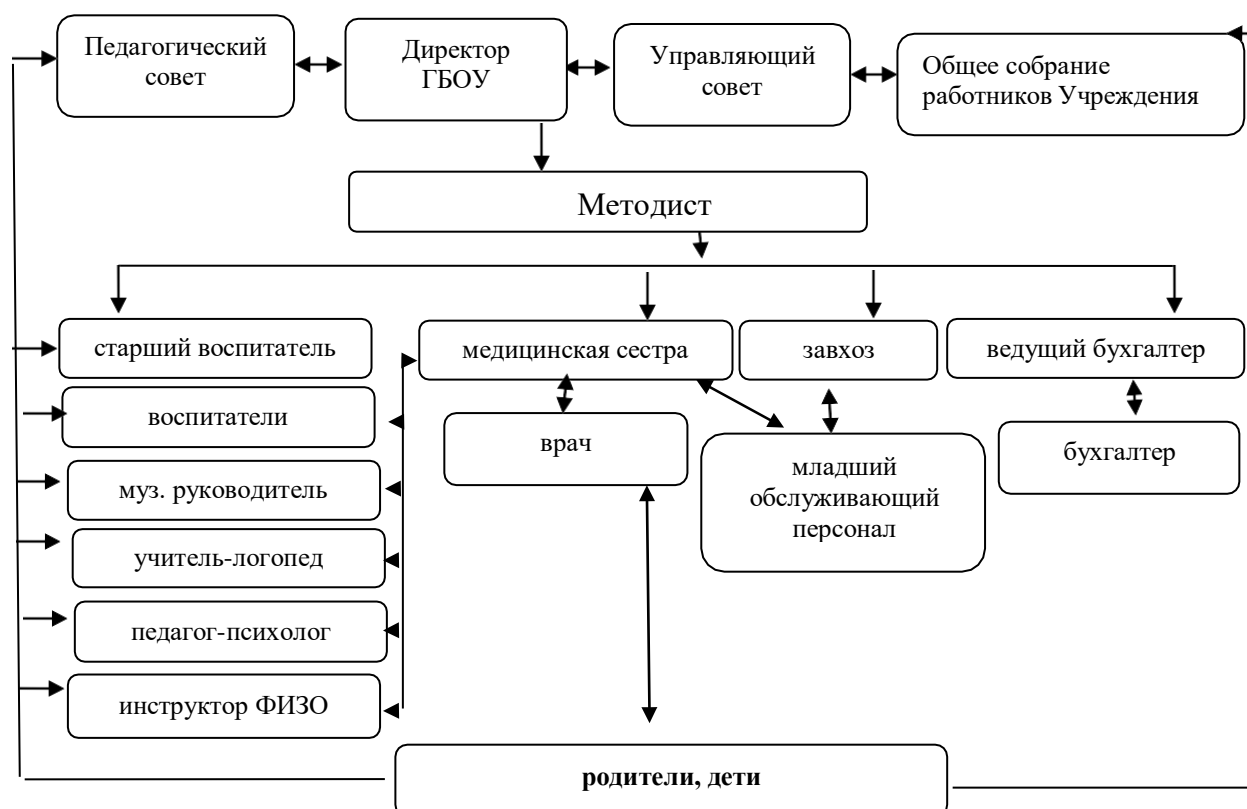 Педагогический
совет
Директор
ГБОУ
Управляющий
совет
Общее собрание
работников Учреждения
Методист
старший воспитатель
медицинская сестра
завхоз
ведущий бухгалтер
воспитатели
врач
младший
обслуживающий
персонал
бухгалтер
муз. руководитель
учитель-логопед
педагог-психолог
инструктор ФИЗО
родители, дети